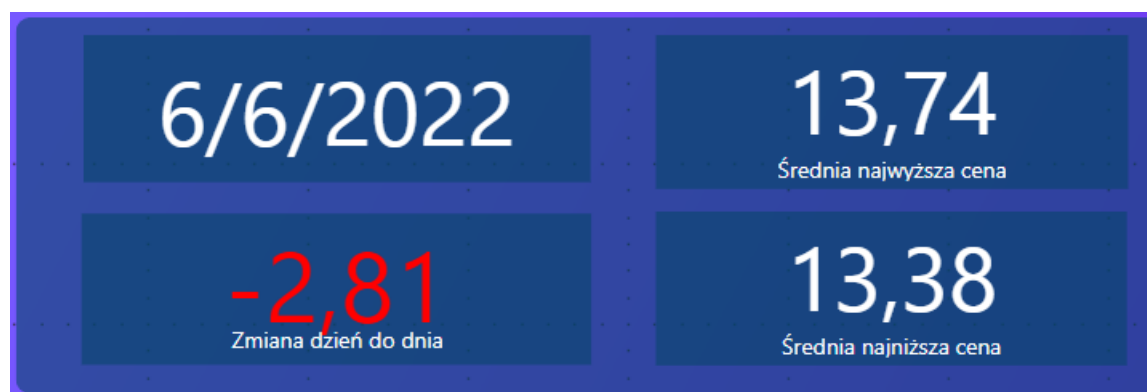 6/6/2022
13,74
Średnia najwyższa cena
-2,81
Zmiana dzień do dnia
13,38
Średnia najniższa cena